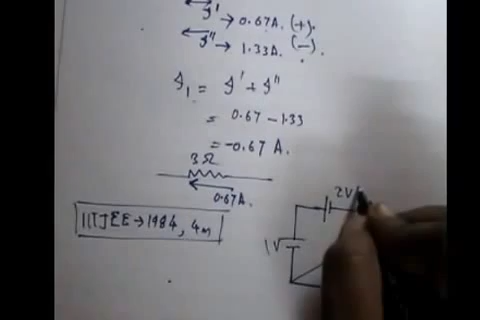 I' → 0.67A. (+).
I'' → 1.33A. (−).
I₁ = I' + I''
= 0.67 − 1.33
= −0.67 A.
3Ω
0.67A.
IITJEE → 1984, 4m
2V
1V